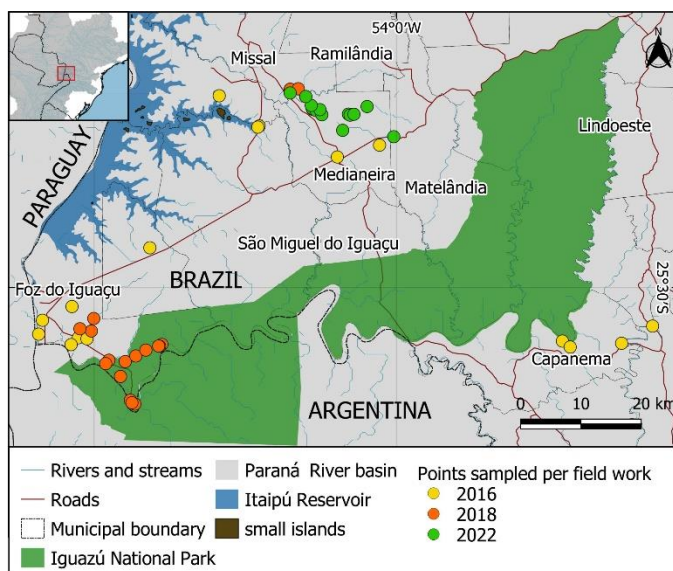 54°0'W
Missal
Ramilândia
N
Lindoeste
PARAGUAY
Medianeira
Matelândia
São Miguel do Iguaçu
BRAZIL
Foz do Iguaçu
25°30'S
Capanema
ARGENTINA
0 10 20 km
Rivers and streams
Roads
Municipal boundary
Iguazú National Park
Paraná River basin
Itaipú Reservoir
small islands
Points sampled per field work
2016
2018
2022